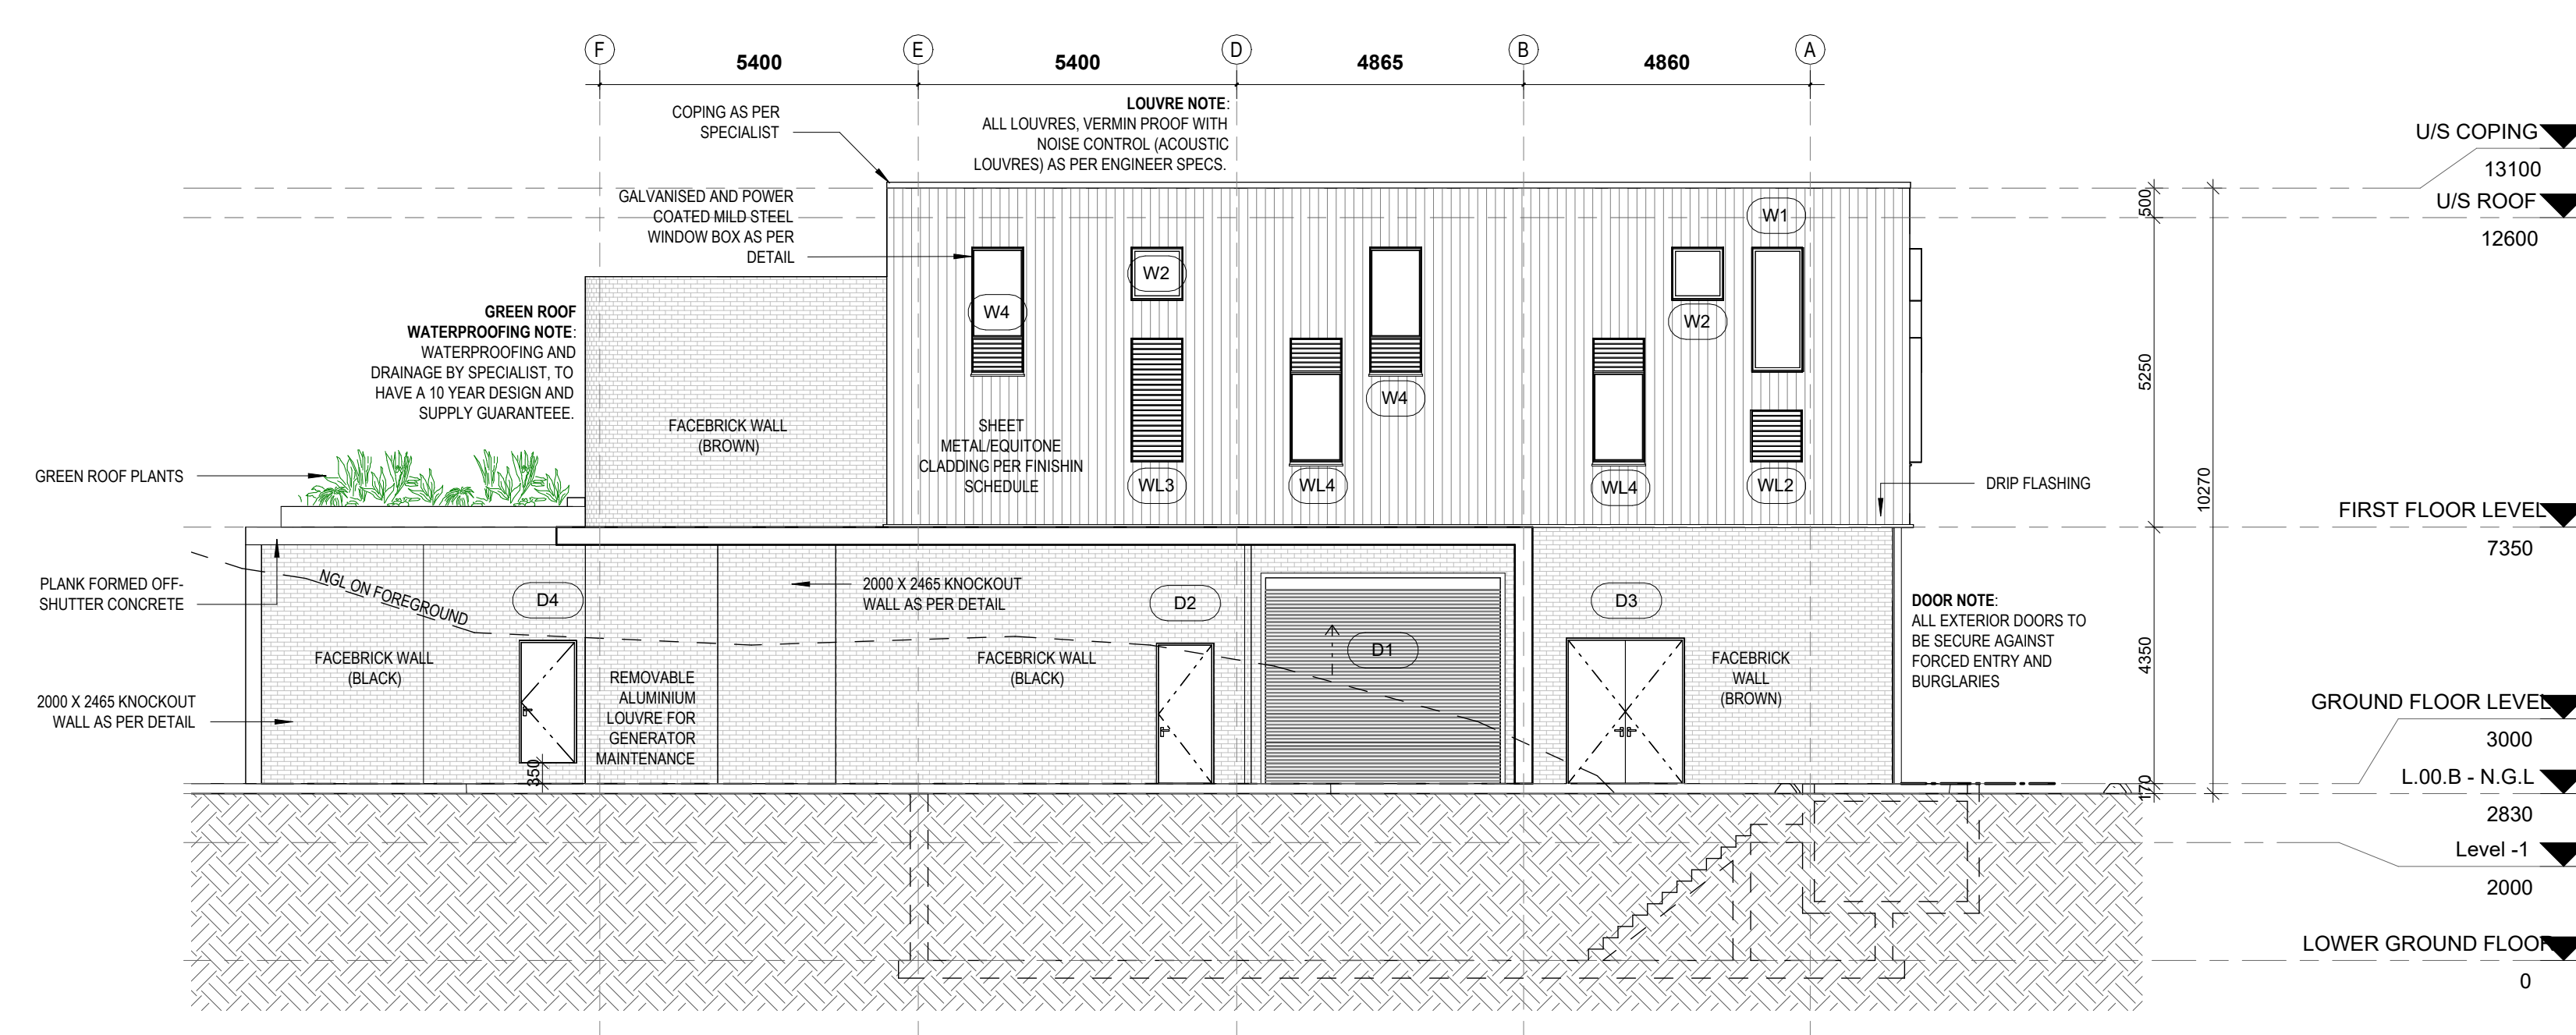 F
E
D
B
A
5400
5400
4865
4860
COPING AS PER
SPECIALIST
LOUVRE NOTE:
ALL LOUVRES, VERMIN PROOF WITH
NOISE CONTROL (ACOUSTIC
LOUVRES) AS PER ENGINEER SPECS.
GALVANISED AND POWER
COATED MILD STEEL
WINDOW BOX AS PER
DETAIL
GREEN ROOF
WATERPROOFING NOTE:
WATERPROOFING AND
DRAINAGE BY SPECIALIST, TO
HAVE A 10 YEAR DESIGN AND
SUPPLY GUARANTEEE.
GREEN ROOF PLANTS
PLANK FORMED OFF-
SHUTTER CONCRETE
2000 X 2465 KNOCKOUT
WALL AS PER DETAIL
FACEBRICK WALL
(BROWN)
SHEET
METAL/EQUITONE
CLADDING PER FINISHIN
SCHEDULE
W4
W2
W4
W2
W1
WL3
WL4
WL4
WL2
DRIP FLASHING
NGL ON FOREGROUND
FACEBRICK WALL
(BLACK)
D4
350
REMOVABLE
ALUMINIUM
LOUVRE FOR
GENERATOR
MAINTENANCE
2000 X 2465 KNOCKOUT
WALL AS PER DETAIL
FACEBRICK WALL
(BLACK)
D2
D1
D3
FACEBRICK
WALL
(BROWN)
DOOR NOTE:
ALL EXTERIOR DOORS TO
BE SECURE AGAINST
FORCED ENTRY AND
BURGLARIES
500
5250
4350
170
10270
U/S COPING
13100
U/S ROOF
12600
FIRST FLOOR LEVEL
7350
GROUND FLOOR LEVEL
3000
L.00.B - N.G.L
2830
Level -1
2000
LOWER GROUND FLOOR
0